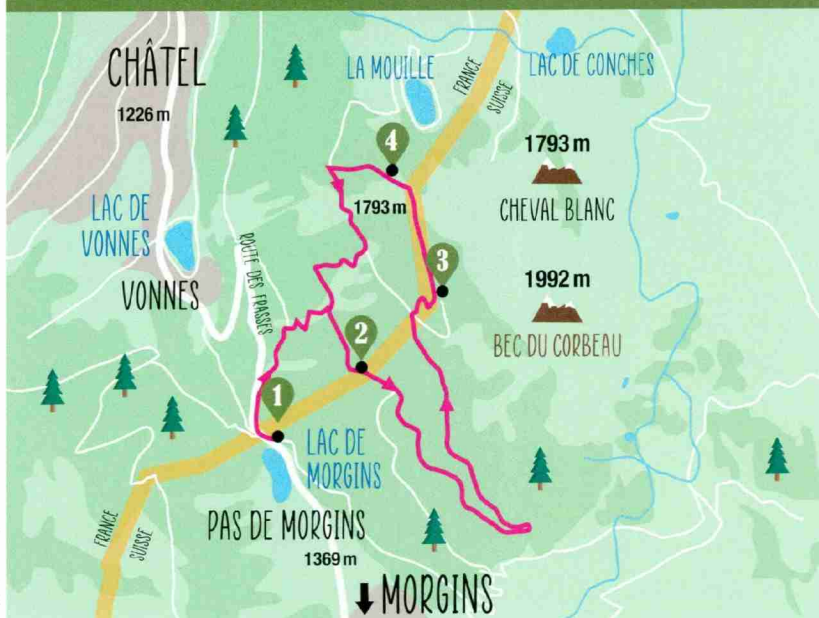 CHÂTEL
1226 m
LA MOUILLE
FRANCE
SUISSE
LAC DE CONCHES
4
1793 m
CHEVAL BLANC
1793 m
LAC DE
VONNES
VONNES
ROUTE DES FRASSES
3
1992 m
BEC DU CORBEAU
2
1
LAC DE
MORGINS
PAS DE MORGINS
1369 m
FRANCE
SUISSE
MORGINS